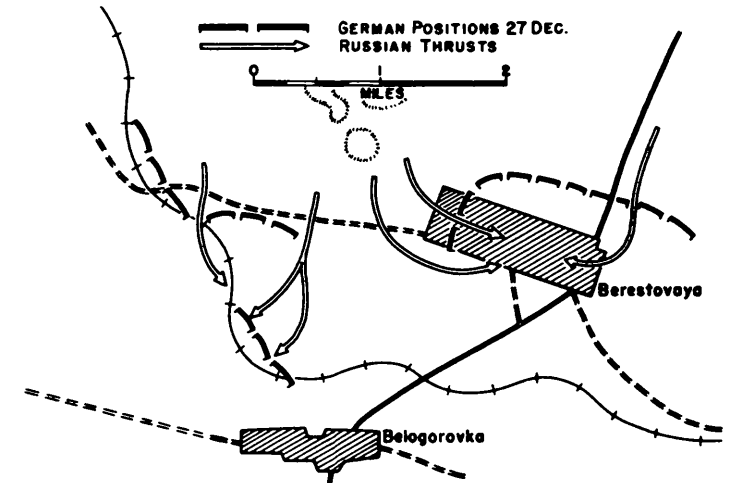 GERMAN POSITIONS 27 DEC.
RUSSIAN THRUSTS
0 1 2
MILES
Berestovaya
Belogorovka